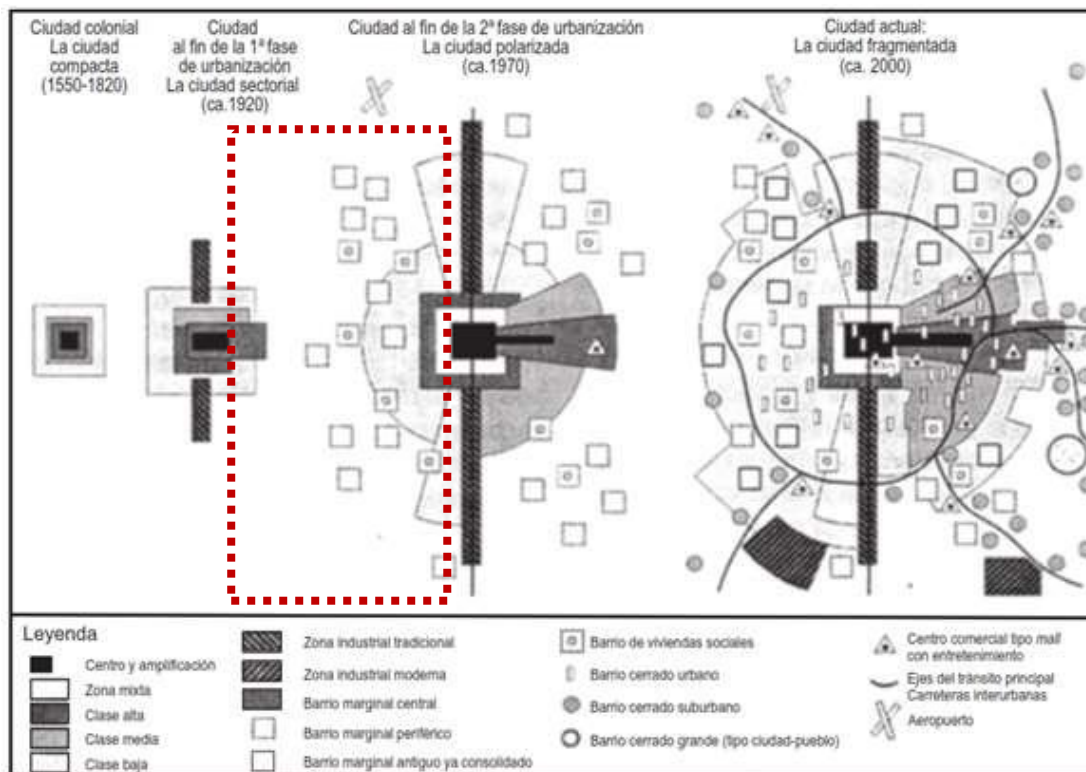 Ciudad colonial
La ciudad
compacta
(1550-1820)
Ciudad
al fin de la 1ª fase
de urbanización
La ciudad sectorial
(ca.1920)
Ciudad al fin de la 2ª fase de urbanización
La ciudad polarizada
(ca.1970)
Ciudad actual:
La ciudad fragmentada
(ca. 2000)
Leyenda
Centro y amplificación
Zona mixta
Clase alta
Clase media
Clase baja
Zona industrial tradicional
Zona industrial moderna
Barrio marginal central
Barrio marginal periférico
Barrio marginal antiguo ya consolidado
Barrio de viviendas sociales
Barrio cerrado urbano
Barrio cerrado suburbano
Barrio cerrado grande (tipo ciudad-pueblo)
Centro comercial tipo mall
con entretenimiento
Ejes del tránsito principal
Carreteras interurbanas
Aeropuerto